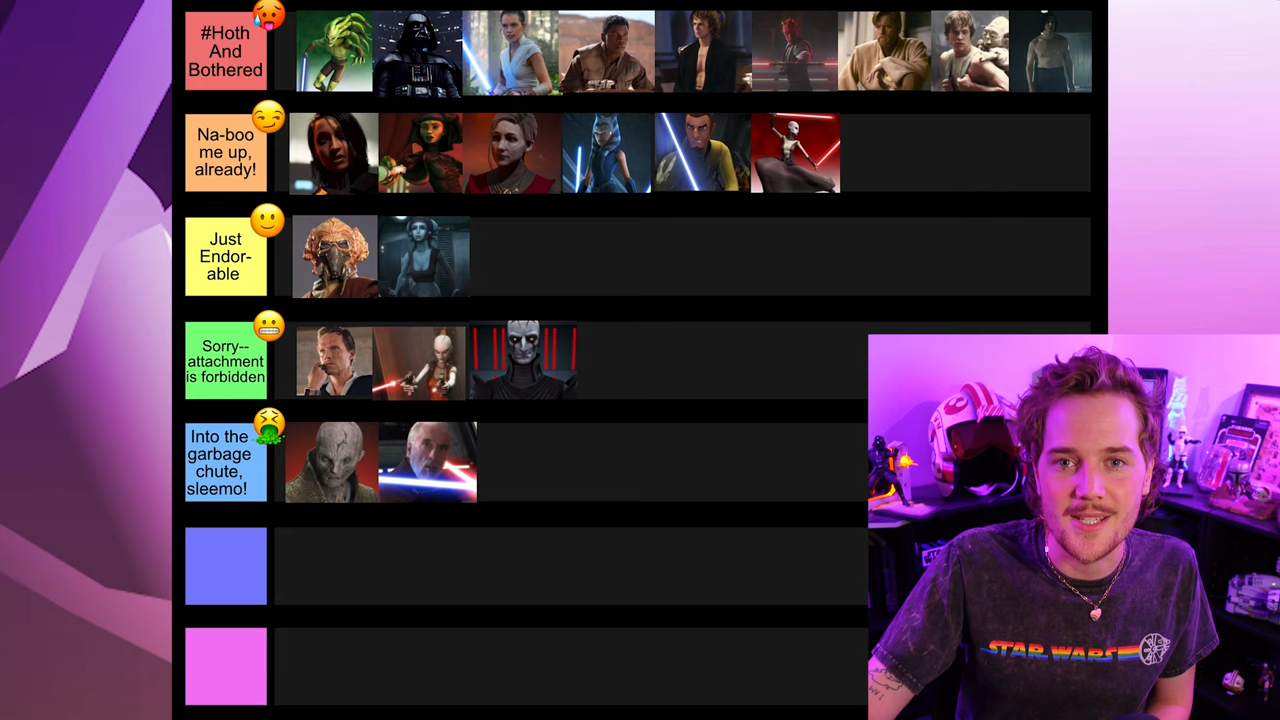 #Hoth
And
Bothered
Na-boo
me up,
already!
Just
Endor-
able
Sorry--
attachment
is forbidden
Into the
garbage
chute,
sleemo!
STAR WARS